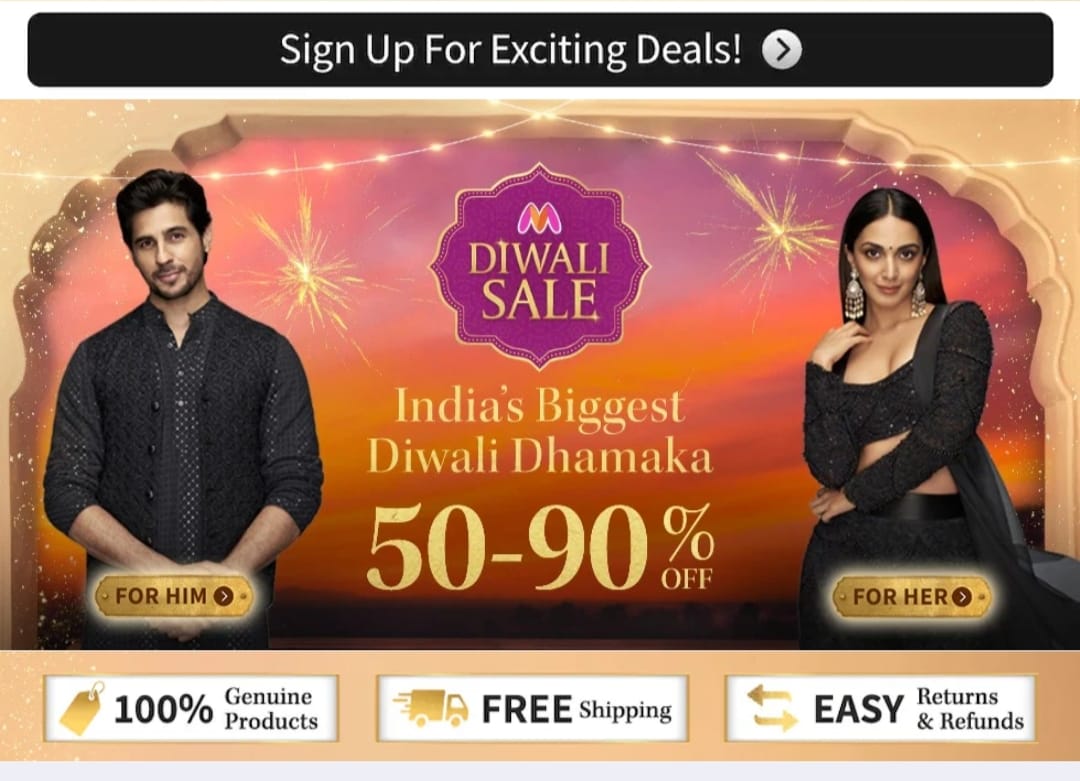 Sign Up For Exciting Deals!
DIWALI
SALE
India's Biggest
Diwali Dhamaka
50-90% OFF
FOR HIM
FOR HER
100% Genuine
Products
FREE Shipping
EASY Returns
& Refunds